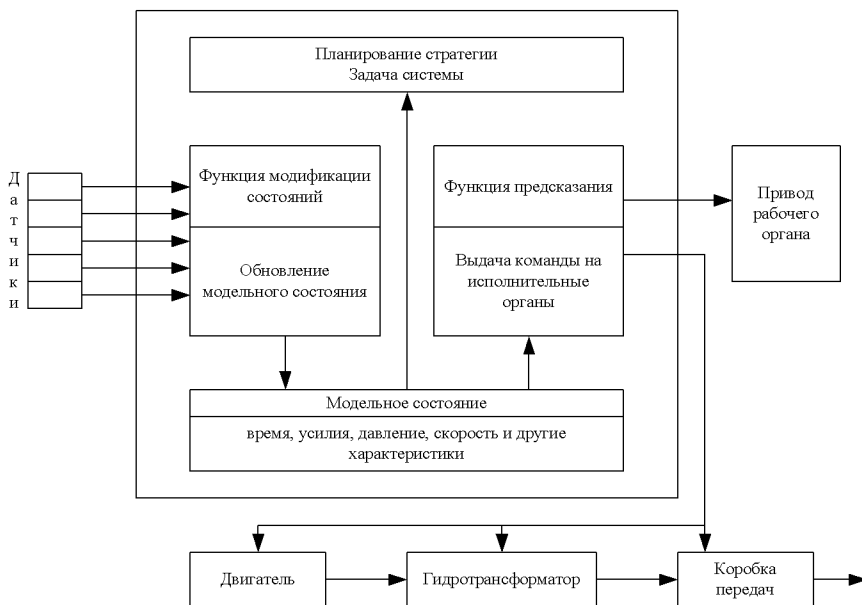 Планирование стратегии
Задача системы
Датчики
Функция модификации
состояний
Обновление
модельного состояния
Функция предсказания
Выдача команды на
исполнительные
органы
Привод
рабочего
органа
Модельное состояние
время, усилия, давление, скорость и другие
характеристики
Двигатель
Гидротрансформатор
Коробка
передач